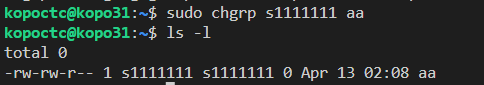 kopoctc@kopo31:~$ sudo chgrp s1111111 aa
kopoctc@kopo31:~$ ls -l
total 0
-rw-rw-r-- 1 s1111111 s1111111 0 Apr 13 02:08 aa